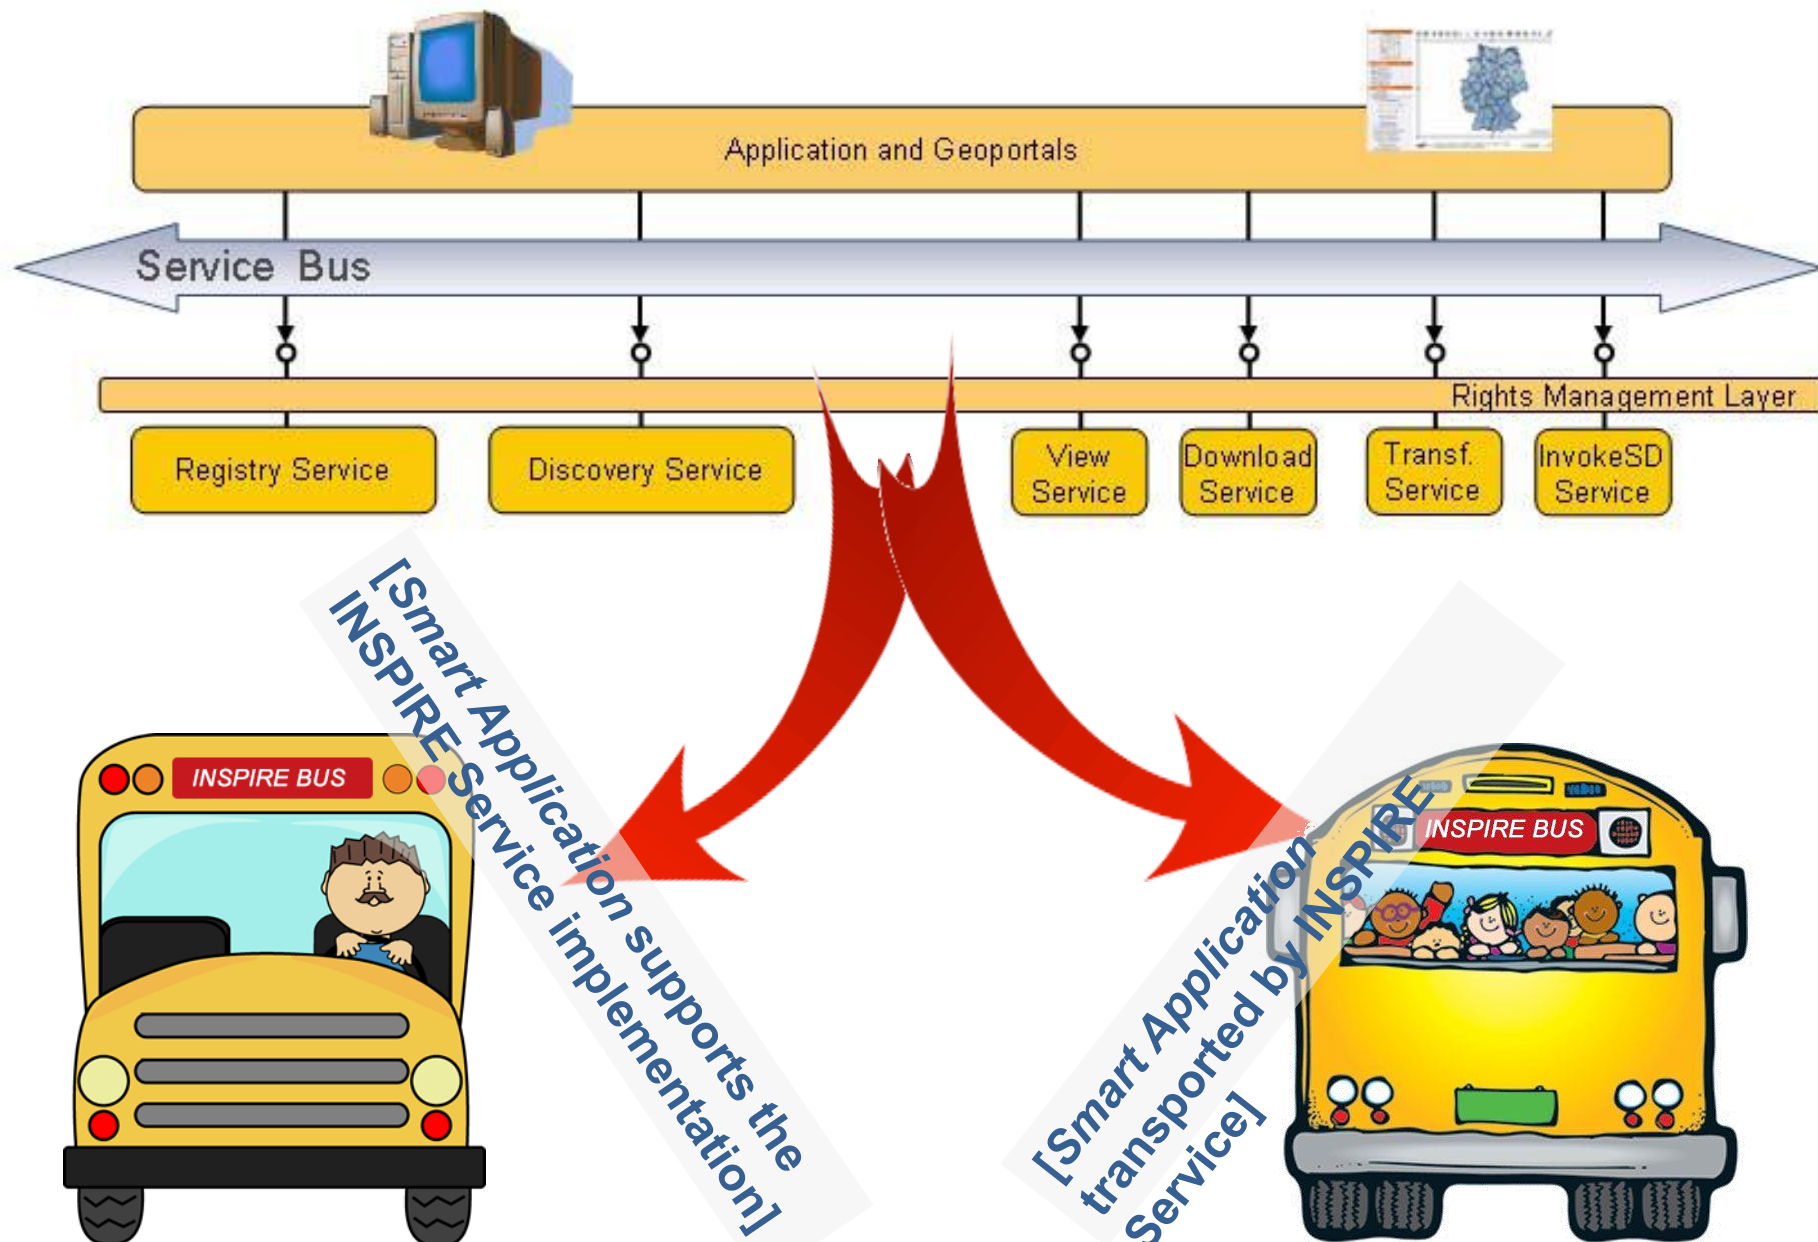 Application and Geoportals
Service Bus
Rights Management Layer
Registry Service
Discovery Service
View
Service
Download
Service
Transf.
Service
InvokeSD
Service
[Smart Application supports the
INSPIRE Service implementation]
INSPIRE BUS
[Smart Application
transported by INSPIRE
Service]
INSPIRE BUS